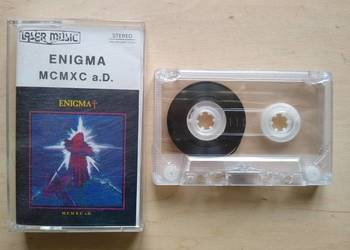 LASER MUSIC
STEREO
ENIGMA
MCMXC a.D.
ENIGMA†
MCMXC a.D.